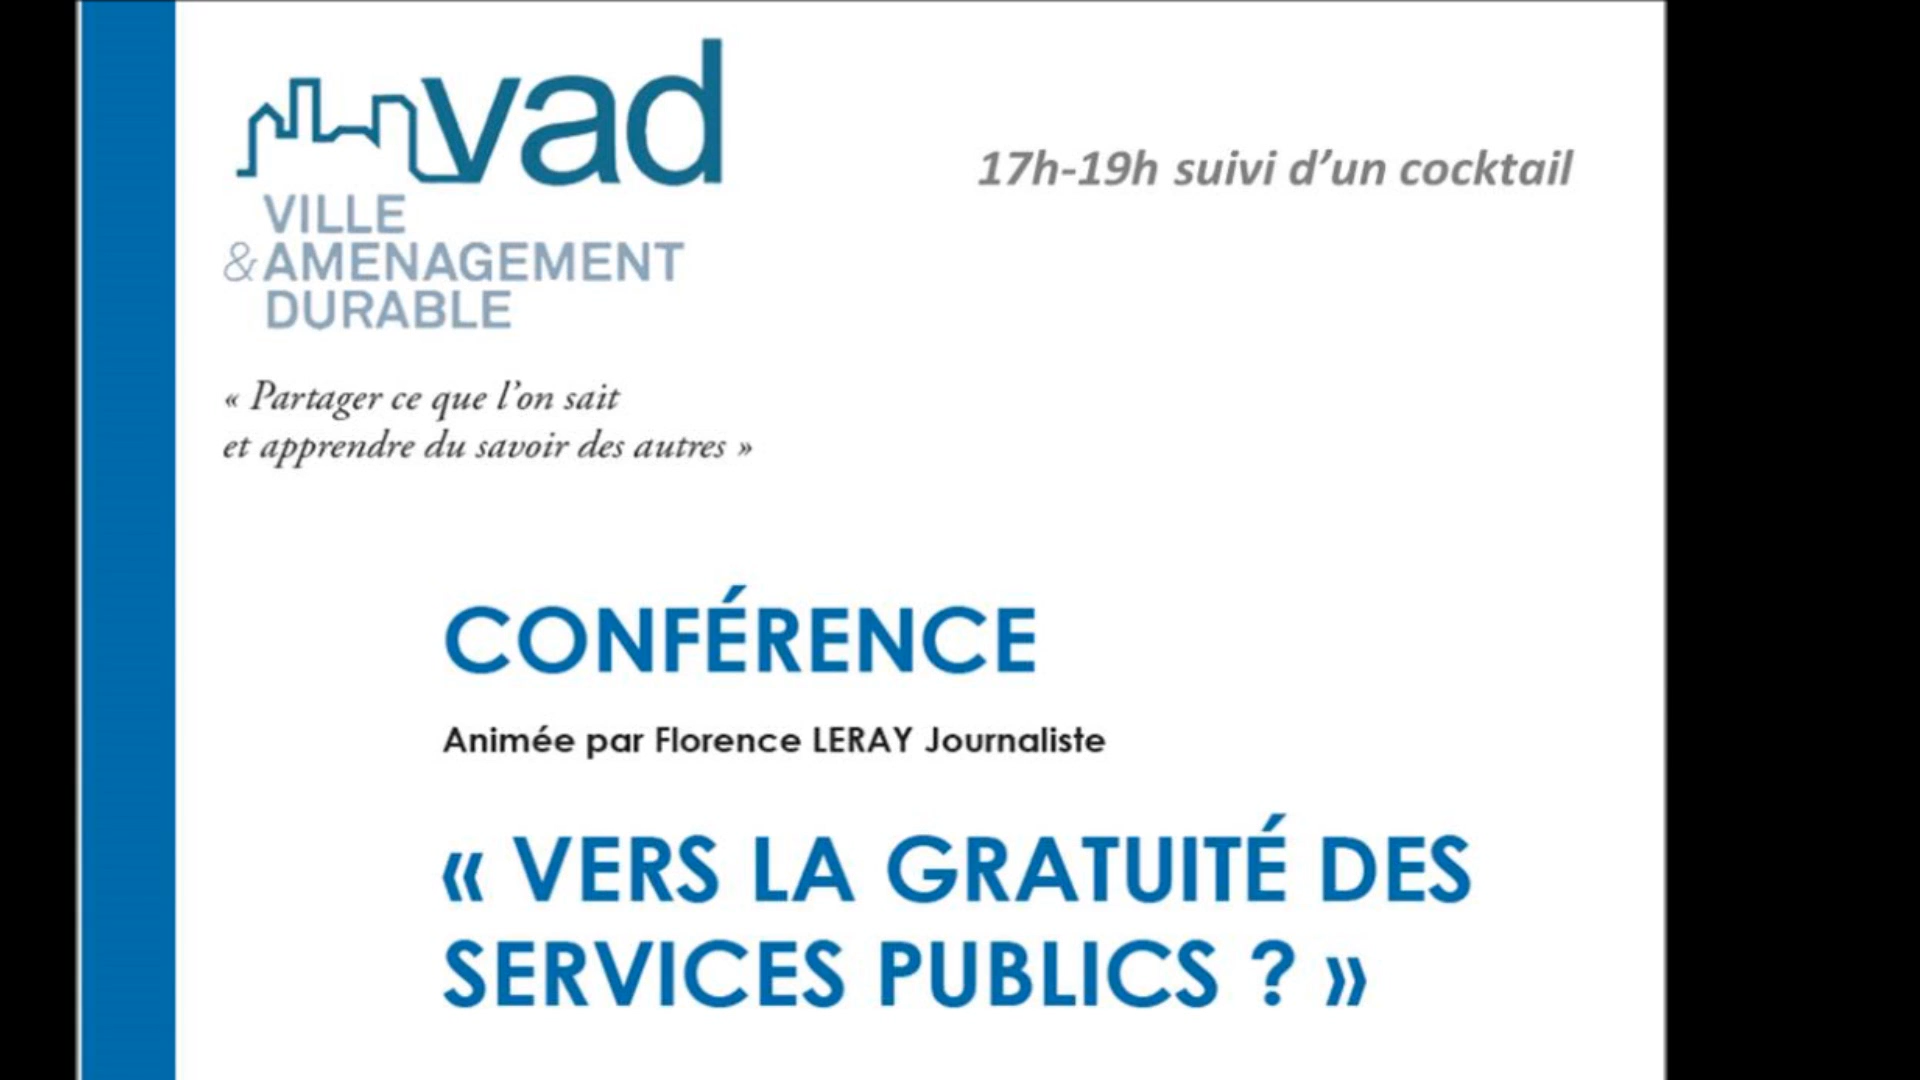 vad
VILLE
& AMENAGEMENT
DURABLE
17h-19h suivi d’un cocktail
« Partager ce que l’on sait
et apprendre du savoir des autres »
CONFÉRENCE
Animée par Florence LERAY Journaliste
« VERS LA GRATUITÉ DES
SERVICES PUBLICS ? »